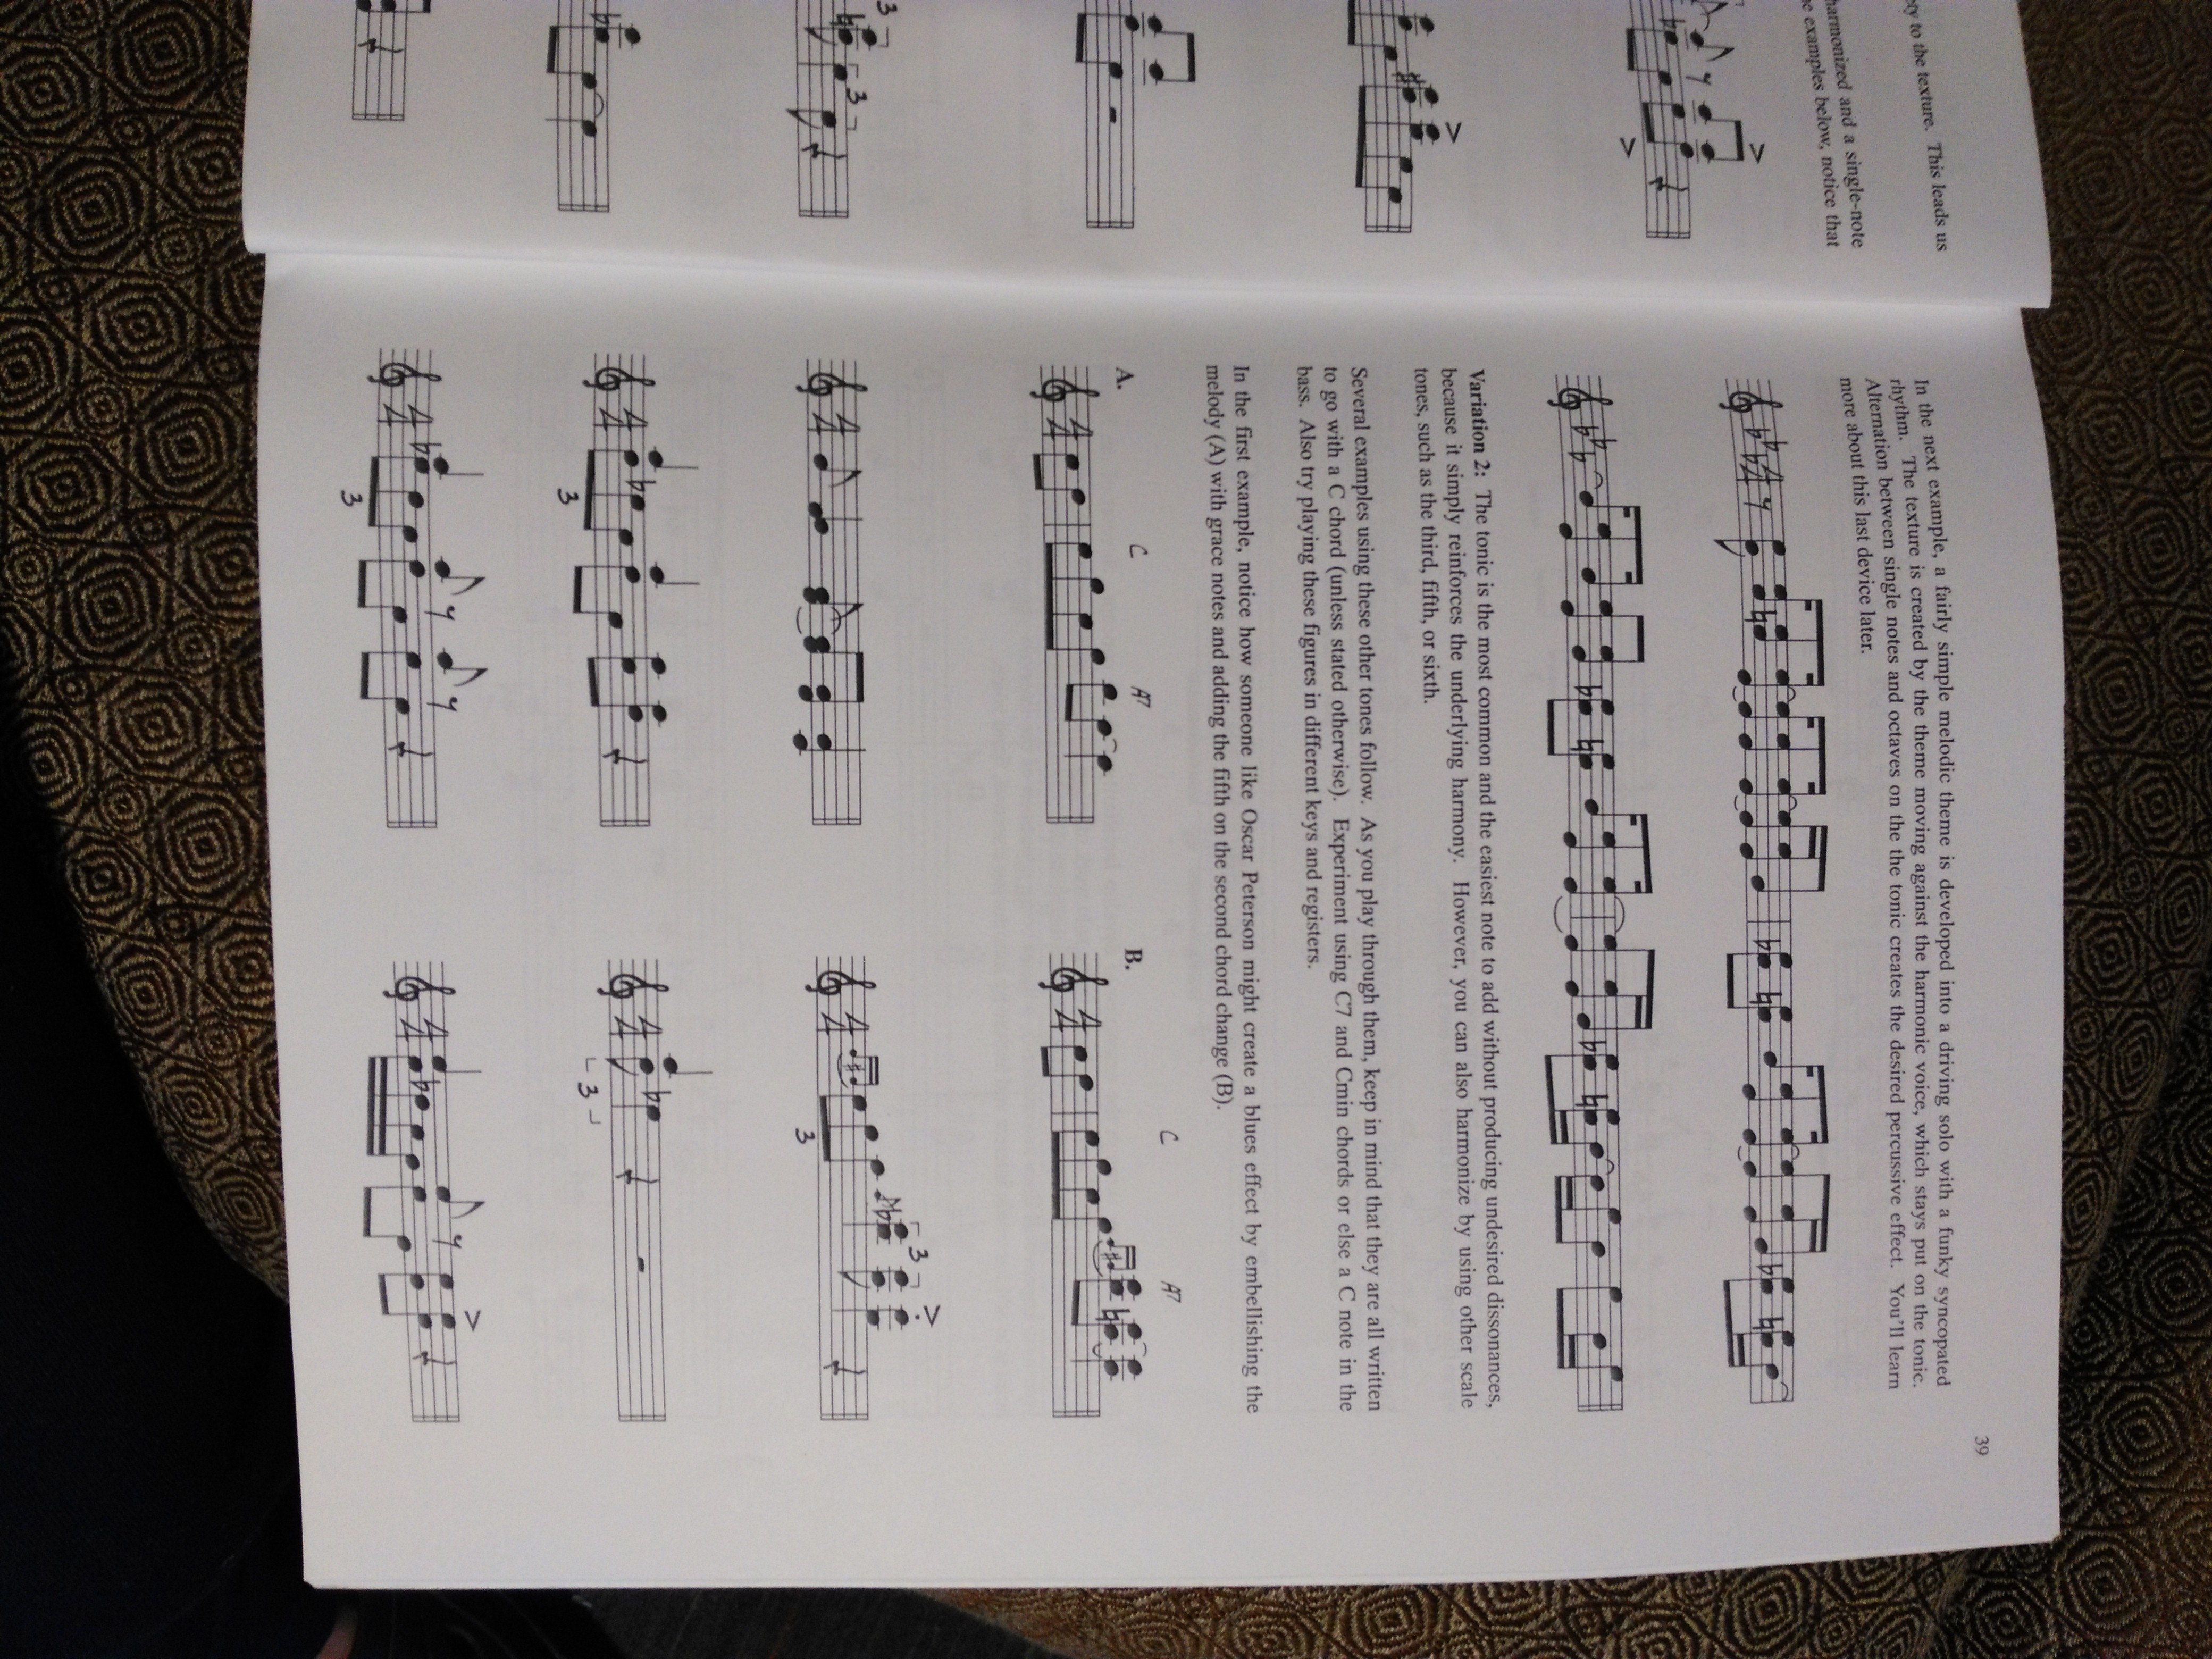 ety to the texture. This leads us
harmonized and a single-note
e examples below, notice that
3
3
39
In the next example, a fairly simple melodic theme is developed into a driving solo with a funky syncopated
rhythm. The texture is created by the theme moving against the harmonic voice, which stays put on the tonic.
Alternation between single notes and octaves on the the tonic creates the desired percussive effect. You'll learn
more about this last device later.
Variation 2: The tonic is the most common and the easiest note to add without producing undesired dissonances,
because it simply reinforces the underlying harmony. However, you can also harmonize by using other scale
tones, such as the third, fifth, or sixth.
Several examples using these other tones follow. As you play through them, keep in mind that they are all written
to go with a C chord (unless stated otherwise). Experiment using C7 and Cmin chords or else a C note in the
bass. Also try playing these figures in different keys and registers.
In the first example, notice how someone like Oscar Peterson might create a blues effect by embellishing the
melody (A) with grace notes and adding the fifth on the second chord change (B).
A. C A7
B. C A7
3 3
3 3
3